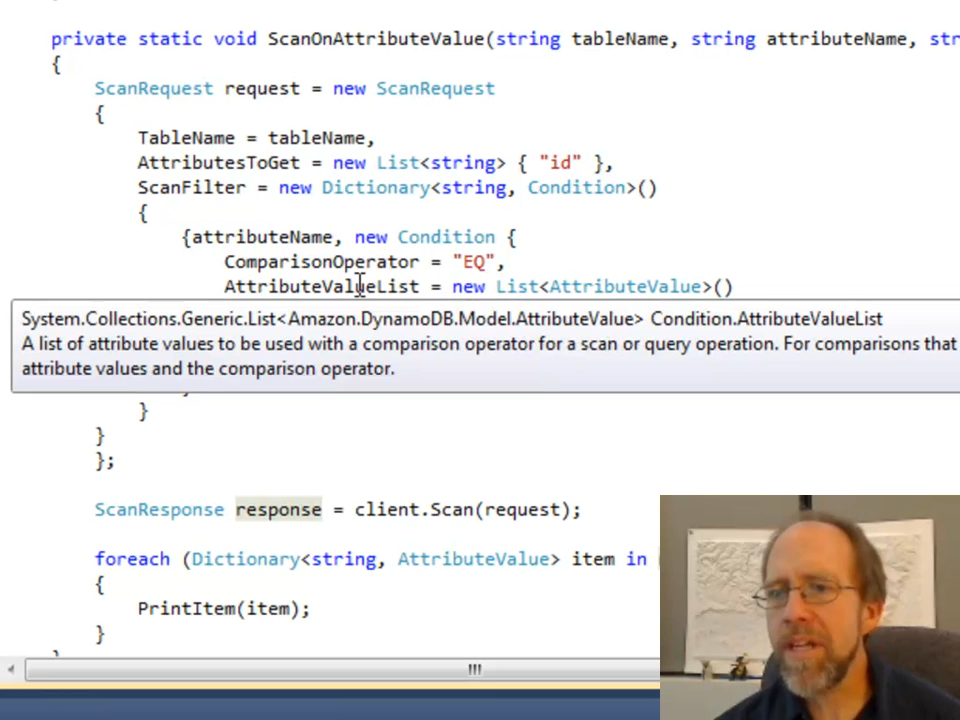 private static void ScanOnAttributeValue(string tableName, string attributeName, str
{
ScanRequest request = new ScanRequest
{
TableName = tableName,
AttributesToGet = new List<string> { "id" },
ScanFilter = new Dictionary<string, Condition>()
{
{attributeName, new Condition {
ComparisonOperator = "EQ",
AttributeValueList = new List<AttributeValue>()
System.Collections.Generic.List<Amazon.DynamoDB.Model.AttributeValue> Condition.AttributeValueList
A list of attribute values to be used with a comparison operator for a scan or query operation. For comparisons that
attribute values and the comparison operator.
}
}
};
ScanResponse response = client.Scan(request);
foreach (Dictionary<string, AttributeValue> item in
{
PrintItem(item);
}